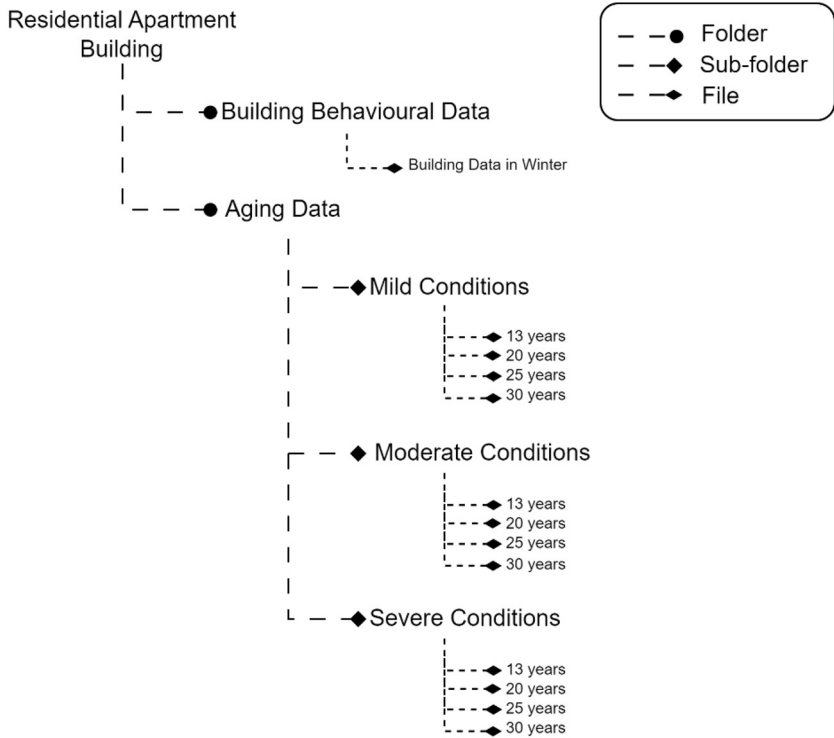 Residential Apartment
Building
Folder
Sub-folder
File
Building Behavioural Data
Building Data in Winter
Aging Data
Mild Conditions
13 years
20 years
25 years
30 years
Moderate Conditions
13 years
20 years
25 years
30 years
Severe Conditions
13 years
20 years
25 years
30 years